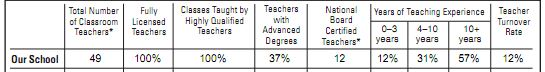 Total Number of Classroom Teachers*
Fully Licensed Teachers
Classes Taught by Highly Qualified Teachers
Teachers with Advanced Degrees
National Board Certified Teachers*
Years of Teaching Experience
0–3 years
4–10 years
10+ years
Teacher Turnover Rate
Our School 49 100% 100% 37% 12 12% 31% 57% 12%